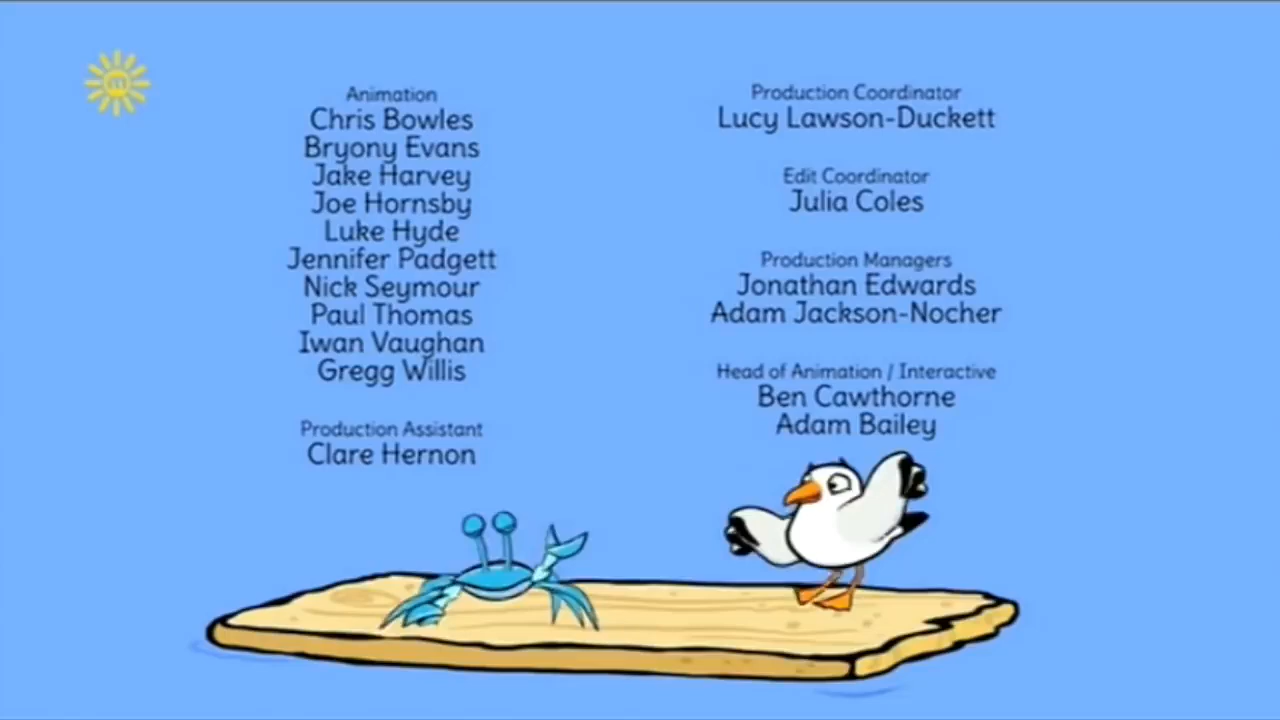 m
Animation
Chris Bowles
Bryony Evans
Jake Harvey
Joe Hornsby
Luke Hyde
Jennifer Padgett
Nick Seymour
Paul Thomas
Iwan Vaughan
Gregg Willis
Production Assistant
Clare Hernon
Production Coordinator
Lucy Lawson-Duckett
Edit Coordinator
Julia Coles
Production Managers
Jonathan Edwards
Adam Jackson-Nocher
Head of Animation / Interactive
Ben Cawthorne
Adam Bailey